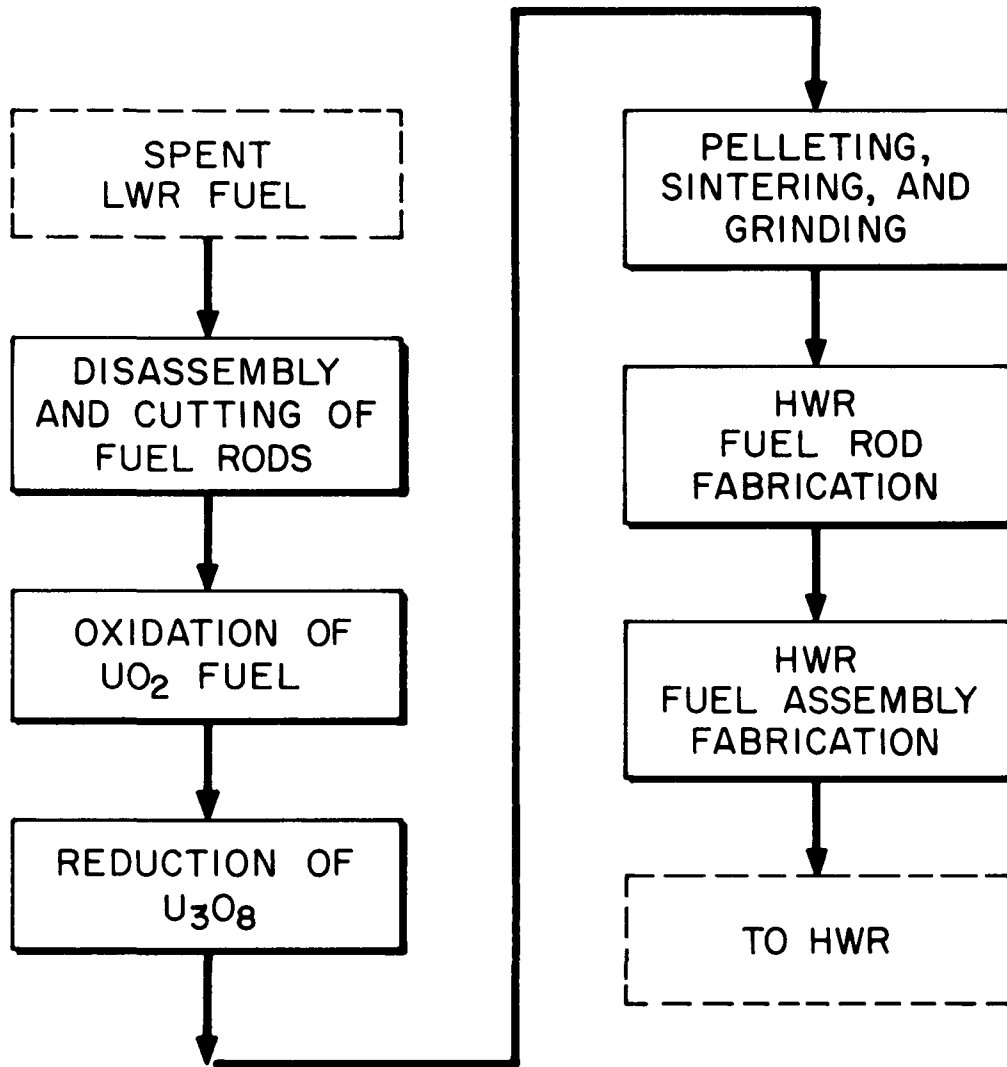 SPENT
LWR FUEL
DISASSEMBLY
AND CUTTING OF
FUEL RODS
OXIDATION OF
UO₂ FUEL
REDUCTION OF
U₃O₈
PELLETING,
SINTERING, AND
GRINDING
HWR
FUEL ROD
FABRICATION
HWR
FUEL ASSEMBLY
FABRICATION
TO HWR